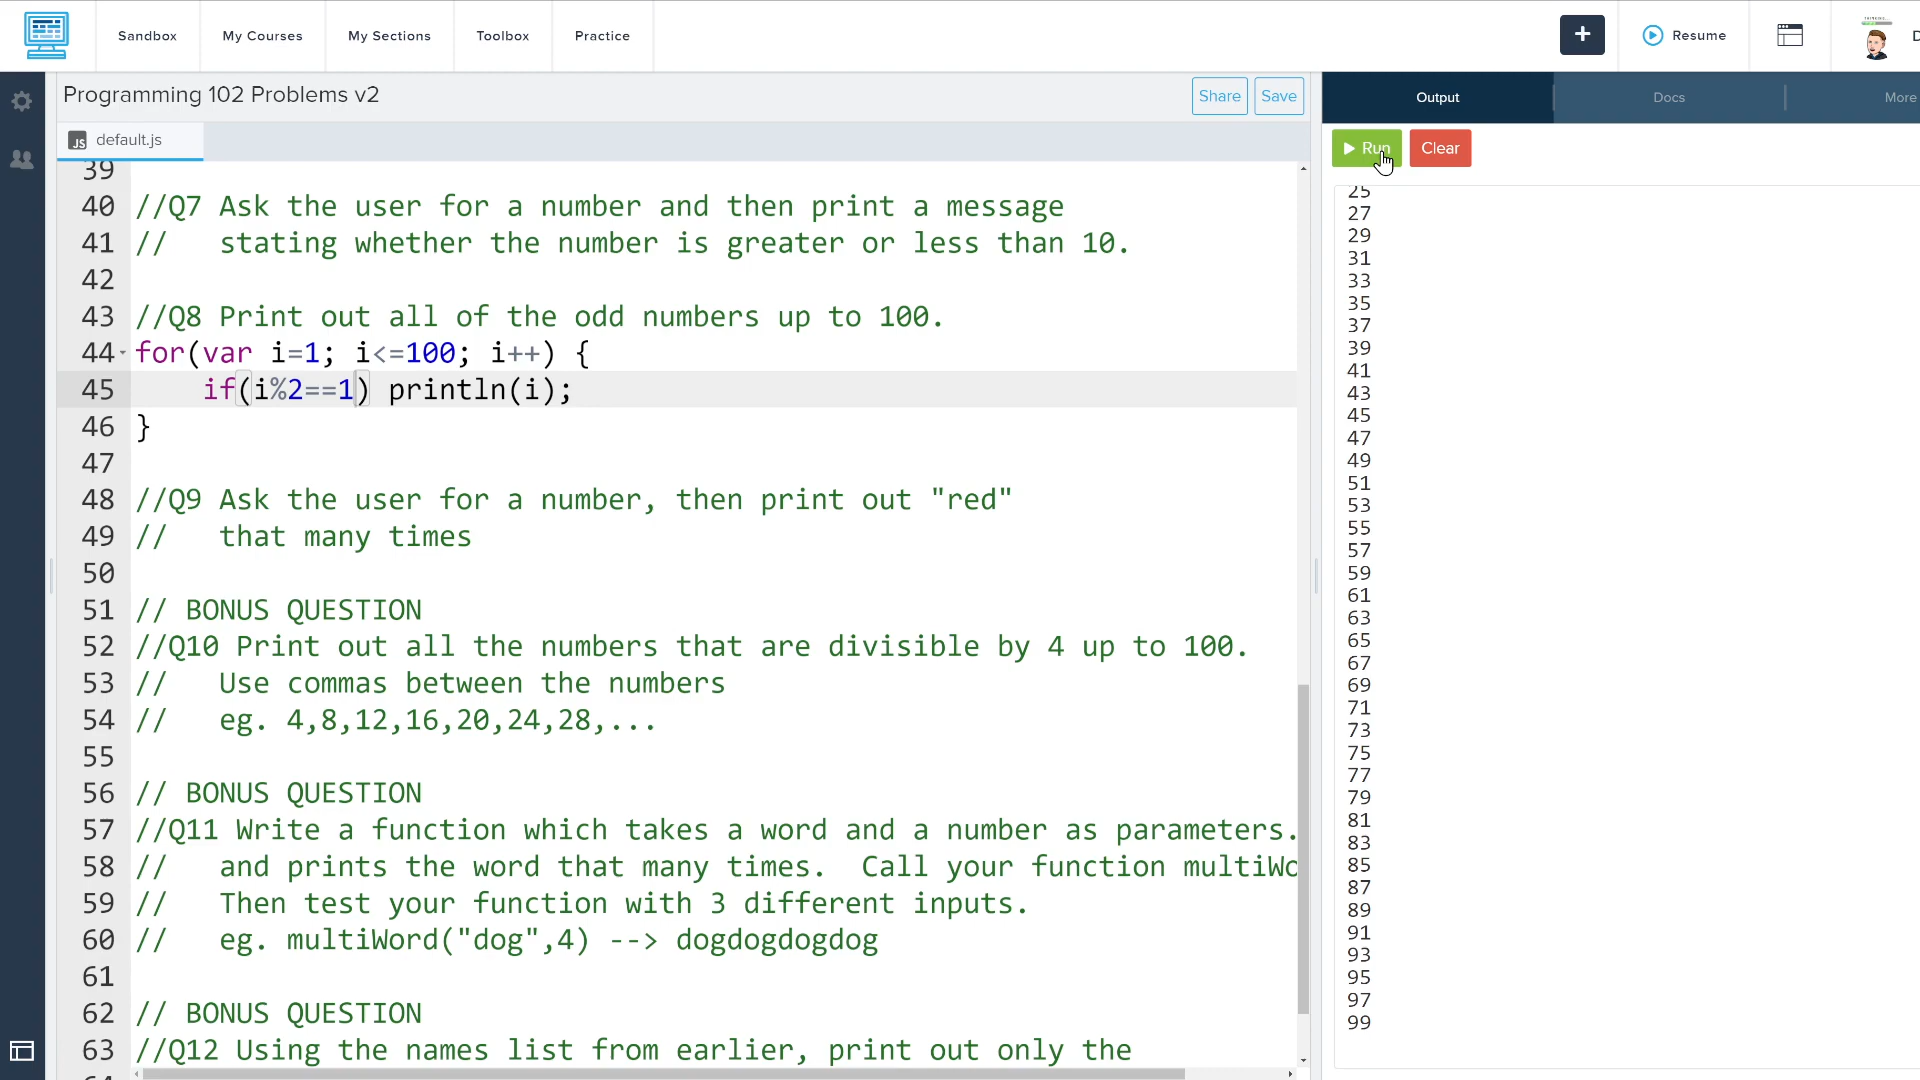 Sandbox
My Courses
My Sections
Toolbox
Practice
+
Resume
Programming 102 Problems v2
Share
Save
JS default.js
39
40 //Q7 Ask the user for a number and then print a message
41 //   stating whether the number is greater or less than 10.
42
43 //Q8 Print out all of the odd numbers up to 100.
44 for(var i=1; i<=100; i++) {
45     if(i%2==1) println(i);
46 }
47
48 //Q9 Ask the user for a number, then print out "red"
49 //   that many times
50
51 // BONUS QUESTION
52 //Q10 Print out all the numbers that are divisible by 4 up to 100.
53 //   Use commas between the numbers
54 //   eg. 4,8,12,16,20,24,28,...
55
56 // BONUS QUESTION
57 //Q11 Write a function which takes a word and a number as parameters.
58 //   and prints the word that many times.  Call your function multiWo
59 //   Then test your function with 3 different inputs.
60 //   eg. multiWord("dog",4) --> dogdogdogdog
61
62 // BONUS QUESTION
63 //Q12 Using the names list from earlier, print out only the
Output
Docs
More
Run
Clear
25
27
29
31
33
35
37
39
41
43
45
47
49
51
53
55
57
59
61
63
65
67
69
71
73
75
77
79
81
83
85
87
89
91
93
95
97
99